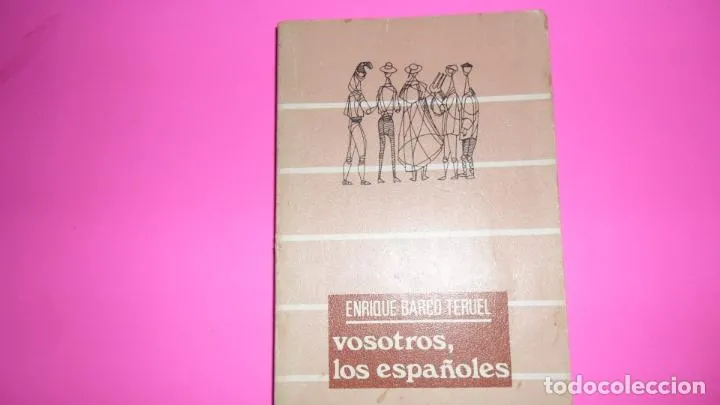 ENRIQUE BARCO TERUEL
vosotros,
los españoles
todocoleccion